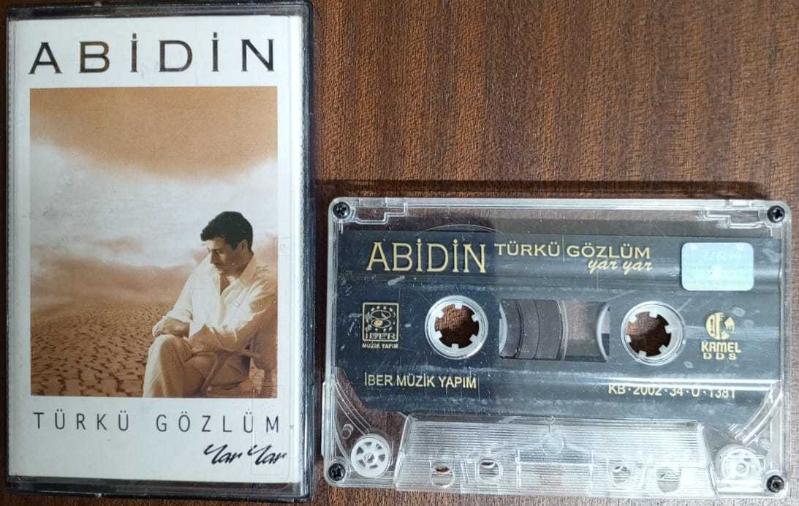 ABİDİN
TÜRKÜ GÖZLÜM
Yar Yar
ABİDİN
TÜRKÜ GÖZLÜM
yar yar
İBER
MÜZİK YAPIM
KAMEL
DDS
İBER MÜZİK YAPIM
KB·2002·34·Ü·1381